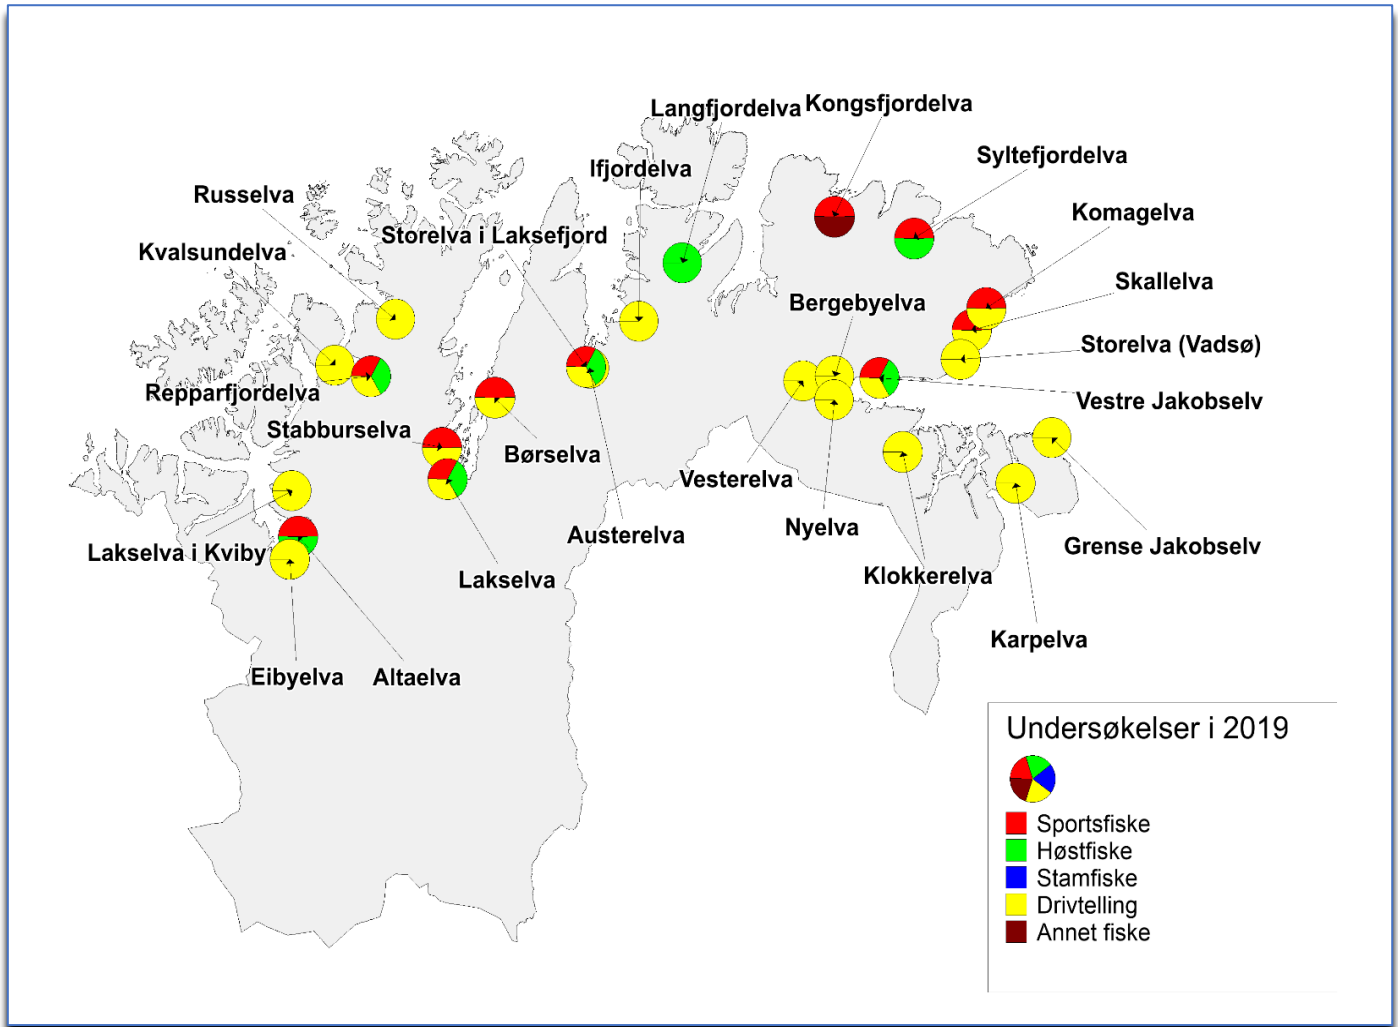 Langfjordelva
Kongsfjordelva
Syltefjordelva
Ifjordelva
Russelva
Komagelva
Storelva i Laksefjord
Kvalsundelva
Skallelva
Bergebyelva
Storelva (Vadsø)
Repparfjordelva
Vestre Jakobselv
Stabburselva
Børselva
Vesterelva
Nyelva
Austerelva
Grense Jakobselv
Lakselva i Kviby
Lakselva
Klokkerelva
Karpelva
Eibyelva
Altaelva
Undersøkelser i 2019
Sportsfiske
Høstfiske
Stamfiske
Drivtelling
Annet fiske